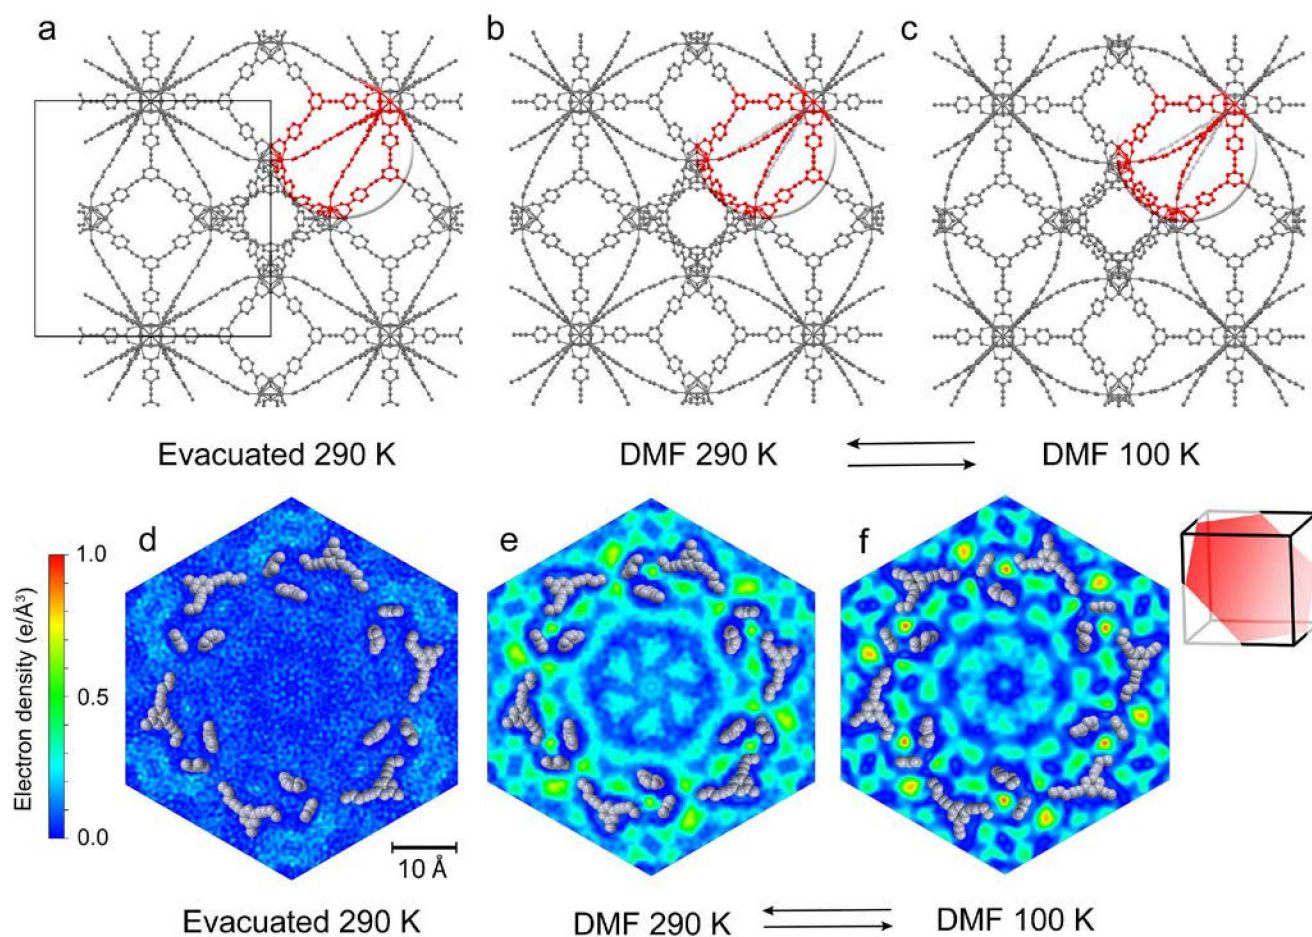 a
b
c
Evacuated 290 K
DMF 290 K
DMF 100 K
d
e
f
Electron density (e/Å³)
1.0
0.5
0.0
10 Å
Evacuated 290 K
DMF 290 K
DMF 100 K